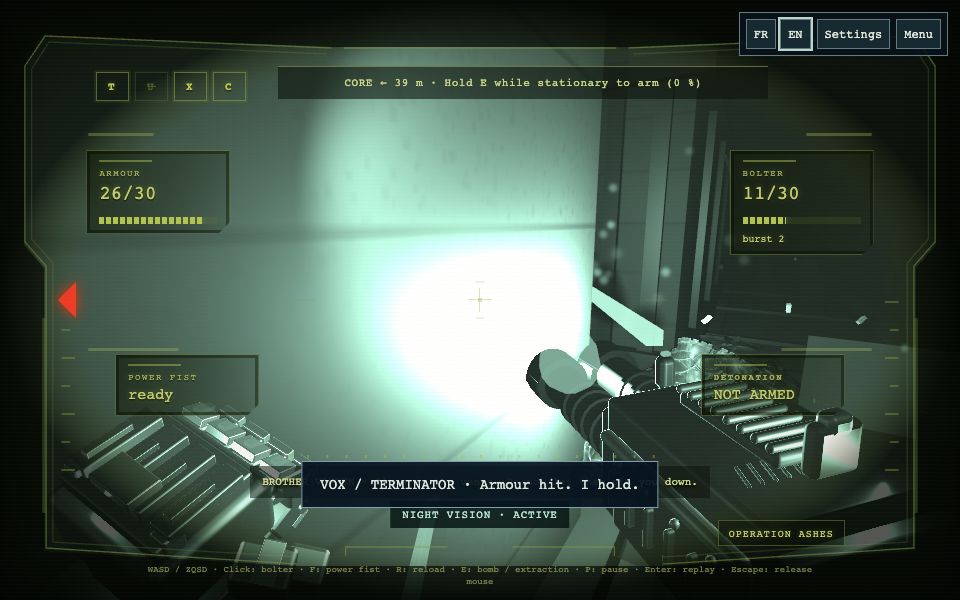 FR EN Settings Menu
T U X C
CORE ← 39 m · Hold E while stationary to arm (0 %)
ARMOUR
26/30
BOLTER
11/30
burst 2
POWER FIST
ready
DETONATION
NOT ARMED
BROTHE
down.
VOX / TERMINATOR · Armour hit. I hold.
NIGHT VISION · ACTIVE
OPERATION ASHES
WASD / ZQSD · Click: bolter · F: power fist · R: reload · E: bomb / extraction · P: pause · Enter: replay · Escape: release
mouse